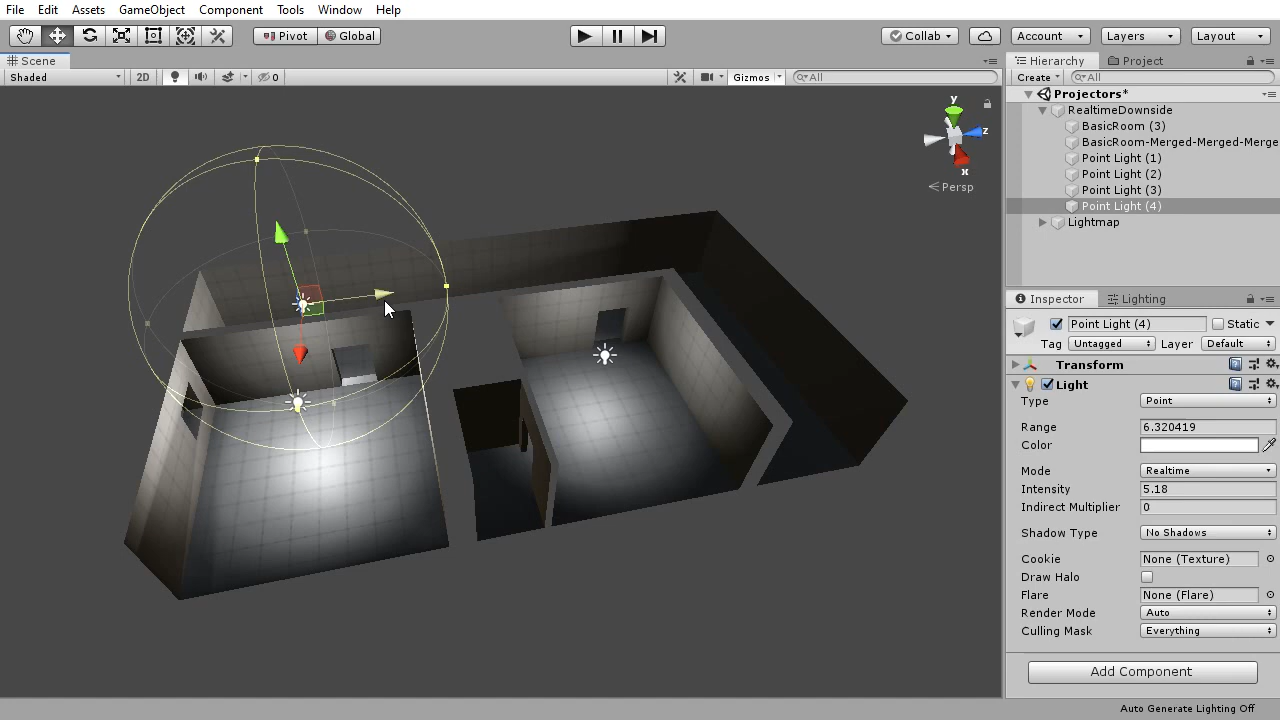 File Edit Assets GameObject Component Tools Window Help
Pivot Global Collab Account Layers Layout
Scene
Shaded 2D 0 Gizmos All
y
z
x
Persp
Hierarchy Project
Create All
Projectors*
RealtimeDownside
BasicRoom (3)
BasicRoom-Merged-Merged-Merge
Point Light (1)
Point Light (2)
Point Light (3)
Point Light (4)
Lightmap
Inspector Lighting
Point Light (4) Static
Tag Untagged Layer Default
Transform
Light
Type Point
Range 6.320419
Color
Mode Realtime
Intensity 5.18
Indirect Multiplier 0
Shadow Type No Shadows
Cookie None (Texture)
Draw Halo
Flare None (Flare)
Render Mode Auto
Culling Mask Everything
Add Component
Auto Generate Lighting Off